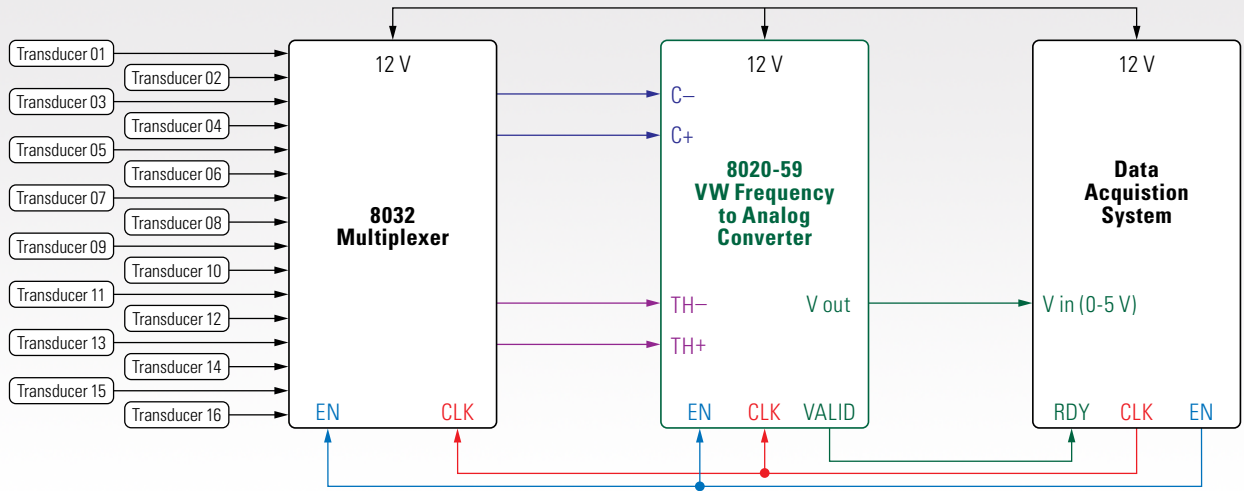 Transducer 01
Transducer 02
Transducer 03
Transducer 04
Transducer 05
Transducer 06
Transducer 07
Transducer 08
Transducer 09
Transducer 10
Transducer 11
Transducer 12
Transducer 13
Transducer 14
Transducer 15
Transducer 16
12 V
8032
Multiplexer
EN
CLK
12 V
C–
C+
8020-59
VW Frequency
to Analog
Converter
TH–
TH+
V out
EN
CLK
VALID
12 V
Data
Acquistion
System
V in (0-5 V)
RDY
CLK
EN